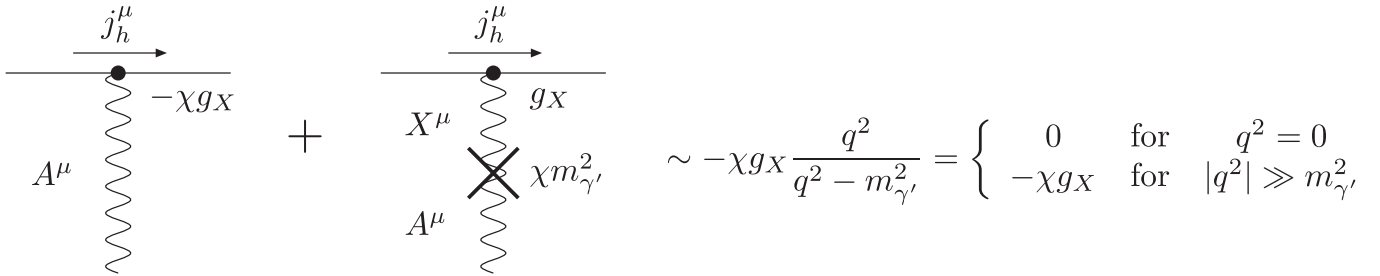 j_h^μ
−χg_X
A^μ
+
j_h^μ
g_X
X^μ
χm_{γ′}^2
A^μ
∼ −χg_X \frac{q^2}{q^2 − m_{γ′}^2} = {
0 for q^2 = 0
−χg_X for |q^2| ≫ m_{γ′}^2